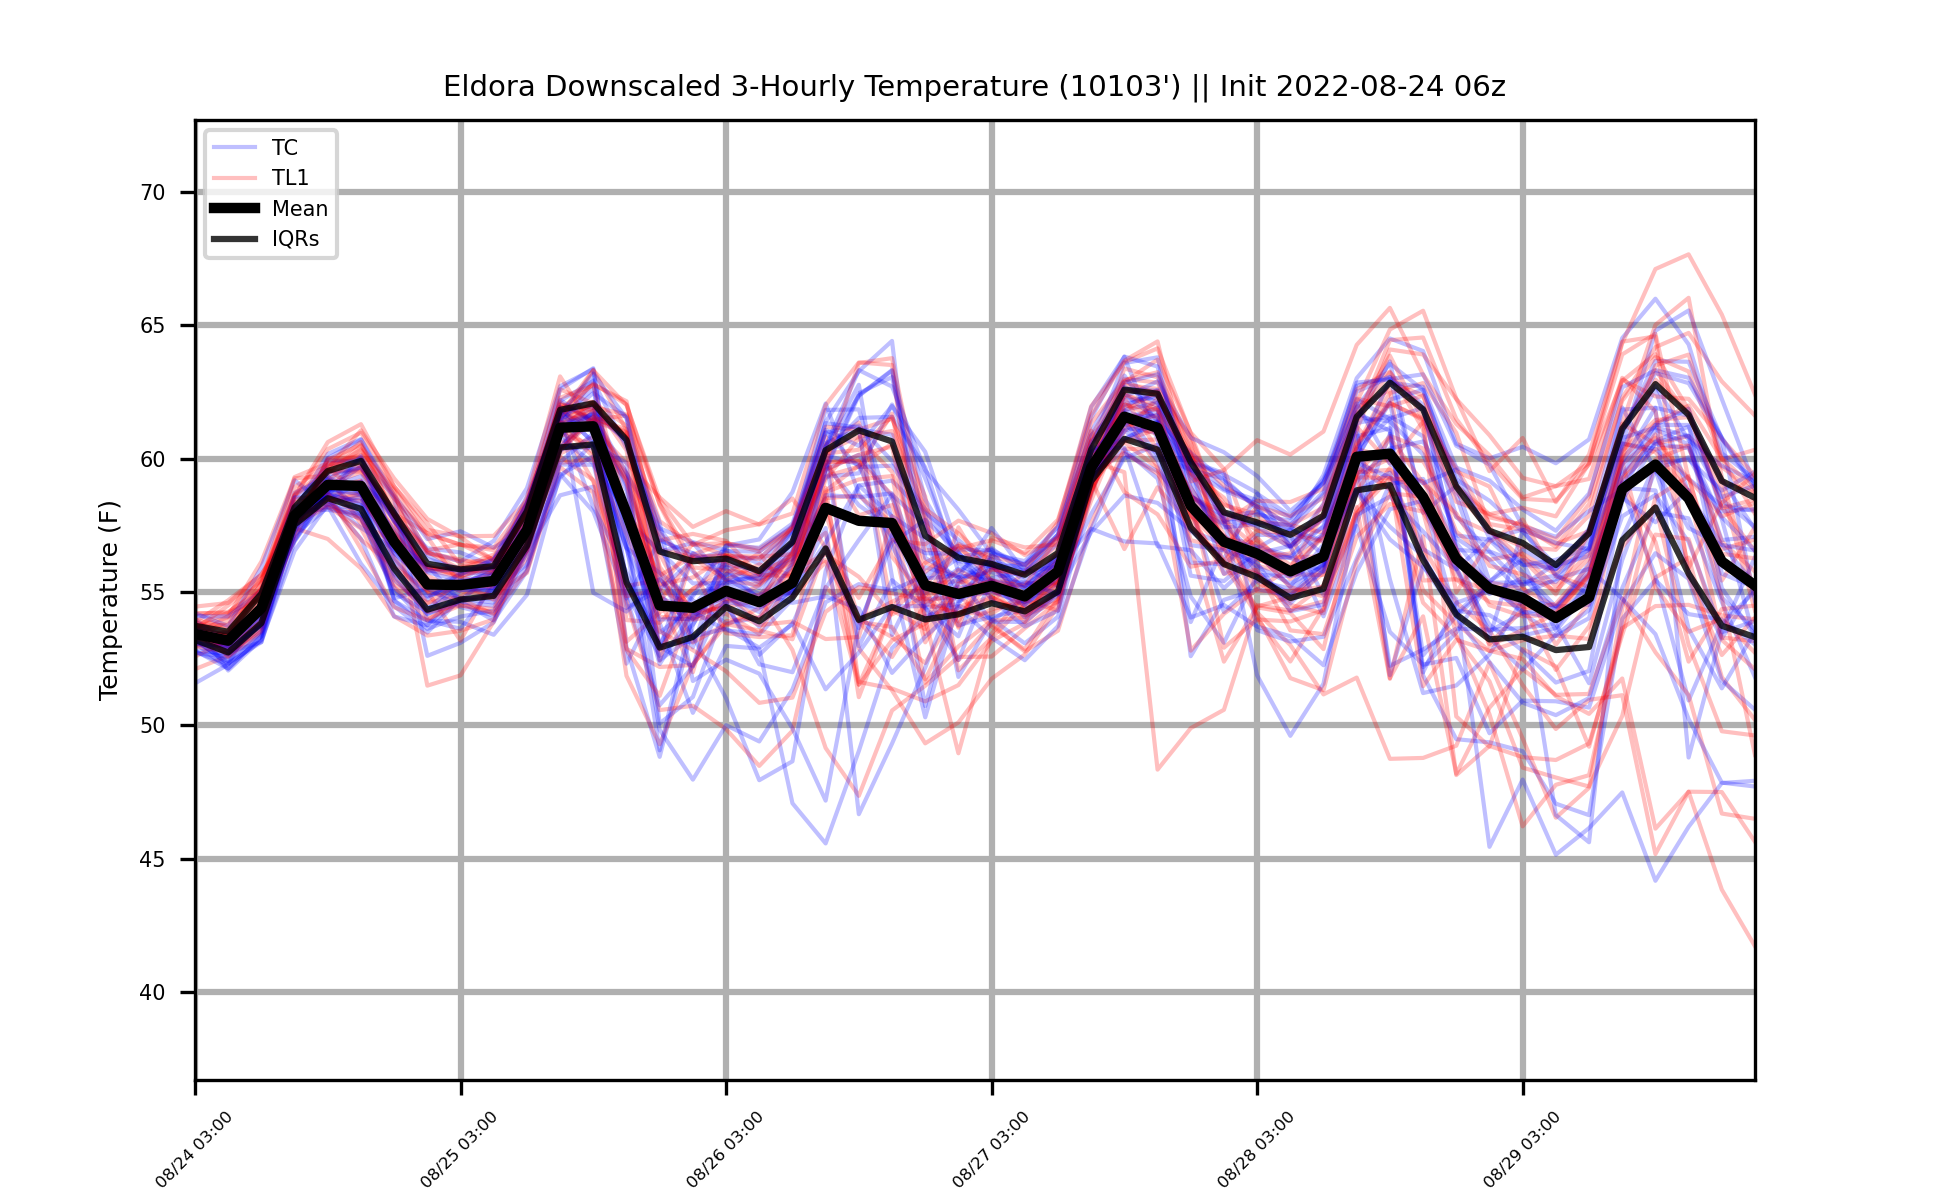 Eldora Downscaled 3-Hourly Temperature (10103') || Init 2022-08-24 06z
TC
TL1
Mean
IQRs
Temperature (F)
70
65
60
55
50
45
40
08/24 03:00
08/25 03:00
08/26 03:00
08/27 03:00
08/28 03:00
08/29 03:00